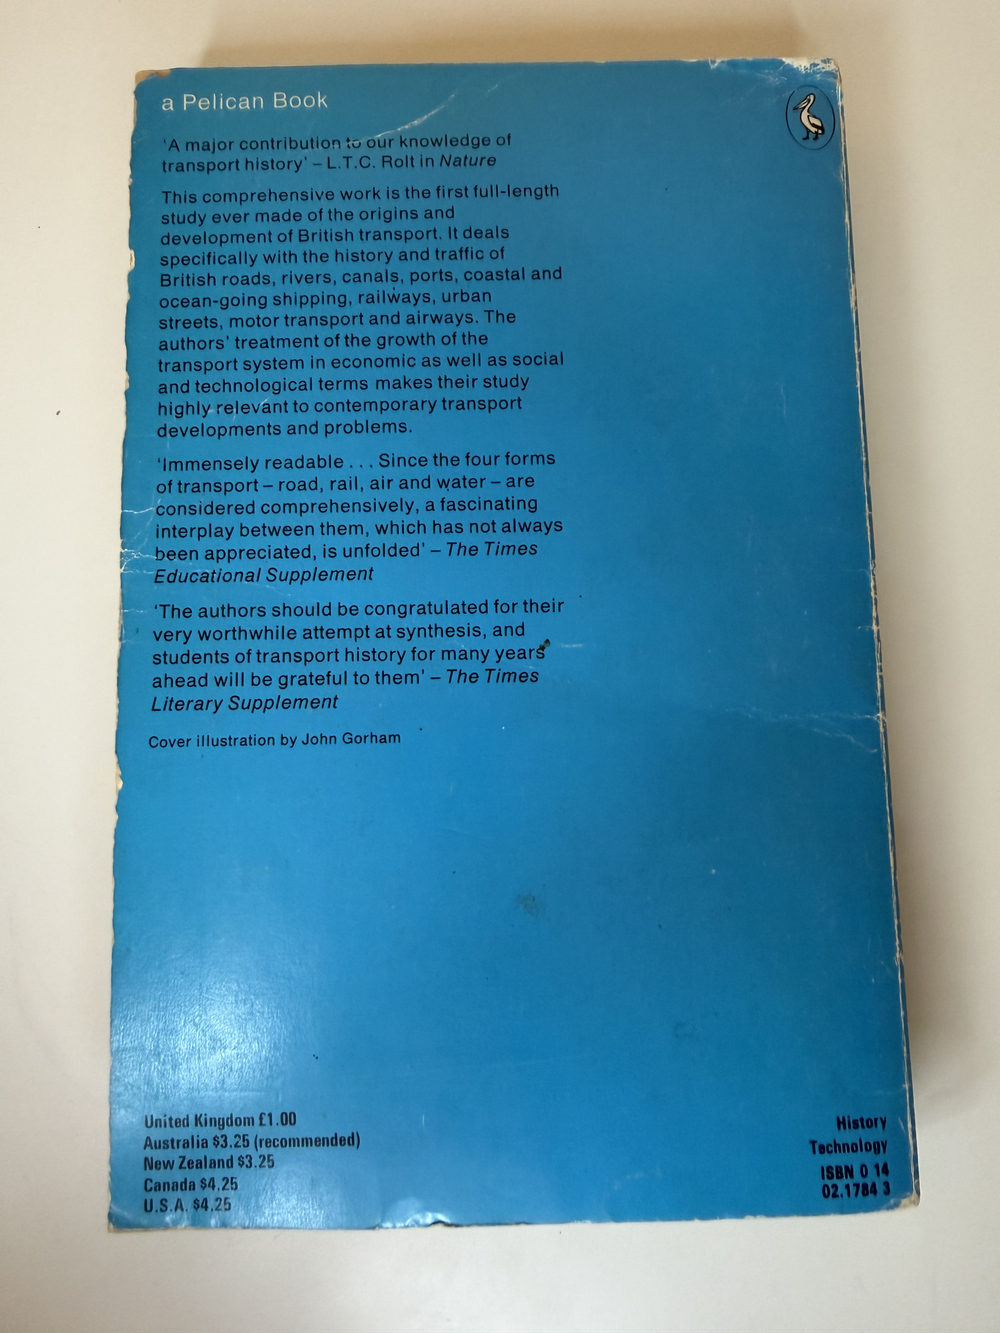 a Pelican Book
'A major contribution to our knowledge of
transport history' – L.T.C. Rolt in Nature
This comprehensive work is the first full-length
study ever made of the origins and
development of British transport. It deals
specifically with the history and traffic of
British roads, rivers, canals, ports, coastal and
ocean-going shipping, railways, urban
streets, motor transport and airways. The
authors' treatment of the growth of the
transport system in economic as well as social
and technological terms makes their study
highly relevant to contemporary transport
developments and problems.
'Immensely readable . . . Since the four forms
of transport – road, rail, air and water – are
considered comprehensively, a fascinating
interplay between them, which has not always
been appreciated, is unfolded' – The Times
Educational Supplement
'The authors should be congratulated for their
very worthwhile attempt at synthesis, and
students of transport history for many years
ahead will be grateful to them' – The Times
Literary Supplement
Cover illustration by John Gorham
United Kingdom £1.00
Australia $3.25 (recommended)
New Zealand $3.25
Canada $4.25
U.S.A. $4.25
History
Technology
ISBN 0 14
02.1784 3